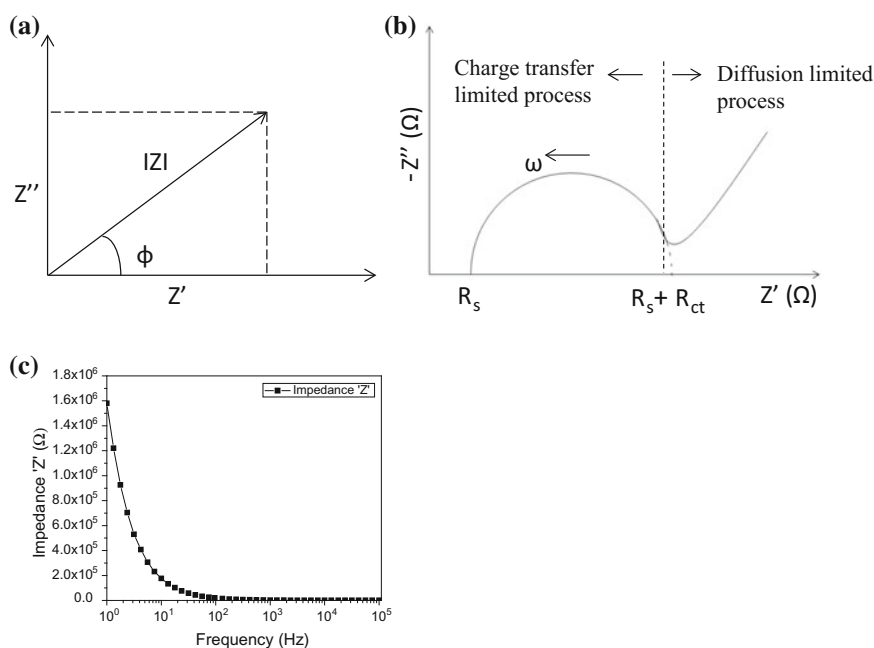 (a)
Z''
|Z|
ϕ
Z'
(b)
Charge transfer
limited process
Diffusion limited
process
-Z'' (Ω)
ω
R_s
R_s+ R_ct
Z' (Ω)
(c)
1.8x10^6
1.6x10^6
1.4x10^6
1.2x10^6
1.0x10^6
8.0x10^5
6.0x10^5
4.0x10^5
2.0x10^5
0.0
Impedance 'Z' (Ω)
Impedance 'Z'
10^0 10^1 10^2 10^3 10^4 10^5
Frequency (Hz)